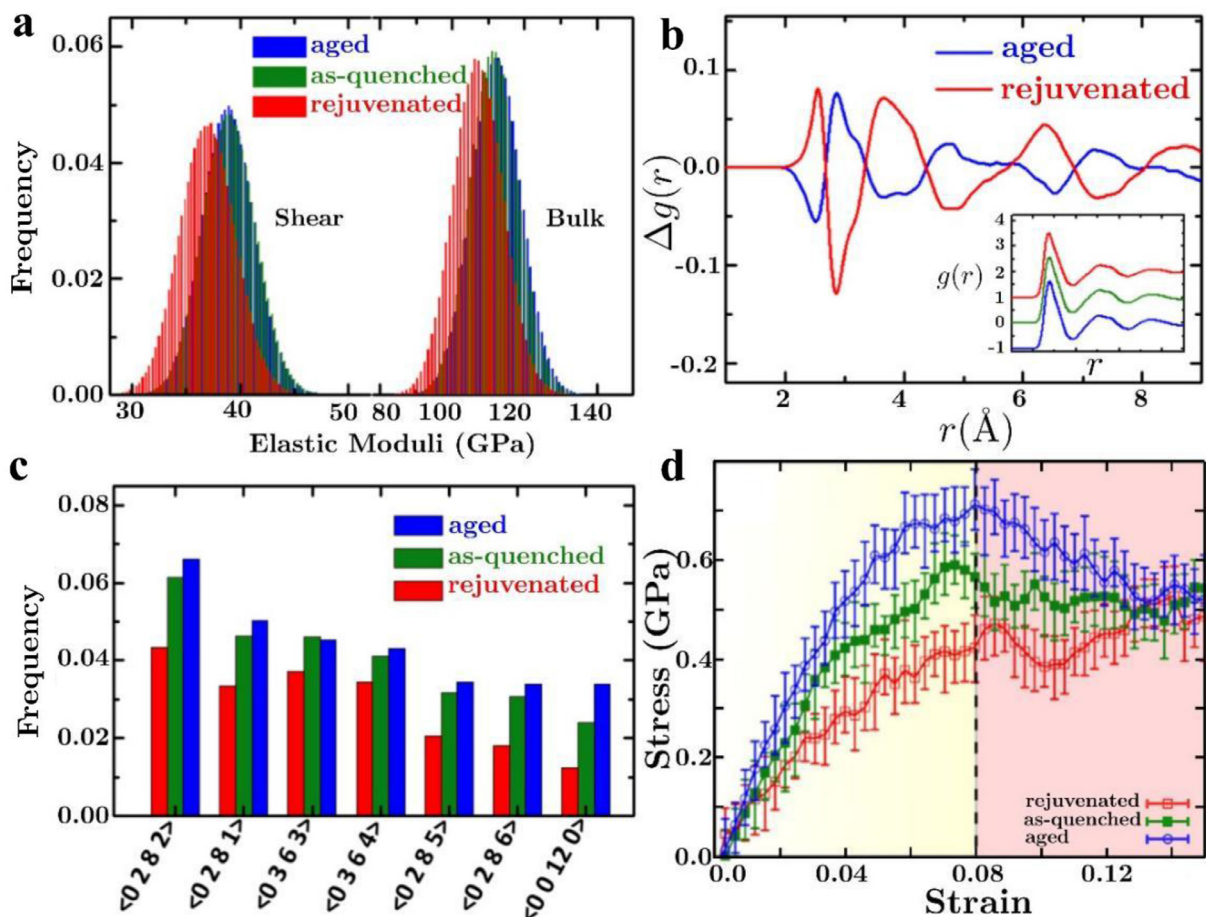 a
0.06
0.04
0.02
0.00
Frequency
aged
as-quenched
rejuvenated
Shear
Bulk
30 40 50 80 100 120 140
Elastic Moduli (GPa)
b
0.1
0.0
-0.1
-0.2
Δg(r)
aged
rejuvenated
4
3
2
1
0
-1
g(r)
r
2 4 6 8
r(Å)
c
0.08
0.06
0.04
0.02
0.00
Frequency
aged
as-quenched
rejuvenated
<0 2 8 2> <0 2 8 1> <0 3 6 3> <0 3 6 4> <0 2 8 5> <0 2 8 6> <0 0 12 0>
d
0.6
0.4
0.2
0.0
Stress (GPa)
rejuvenated
as-quenched
aged
0.0 0.04 0.08 0.12
Strain